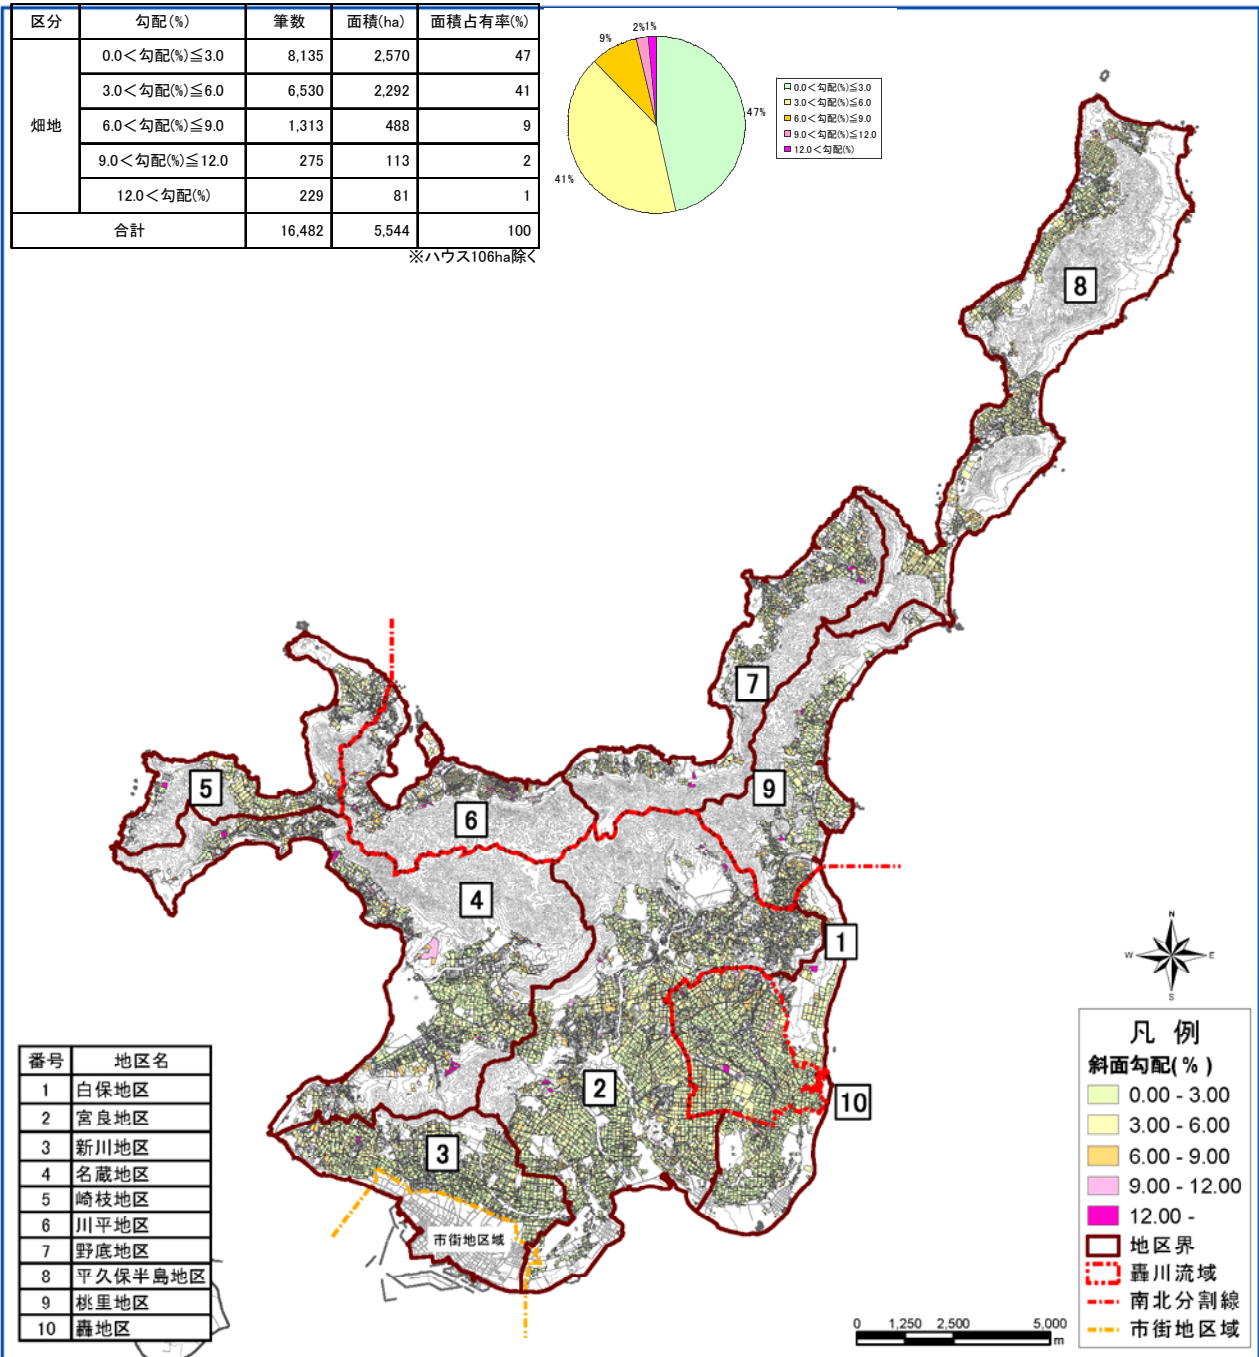 区分 勾配(%) 筆数 面積(ha) 面積占有率(%)
畑地 0.0<勾配(%)≦3.0 8,135 2,570 47
3.0<勾配(%)≦6.0 6,530 2,292 41
6.0<勾配(%)≦9.0 1,313 488 9
9.0<勾配(%)≦12.0 275 113 2
12.0<勾配(%) 229 81 1
合計 16,482 5,544 100
※ハウス106ha除く
9% 2% 1%
47%
41%
0.0<勾配(%)≦3.0
3.0<勾配(%)≦6.0
6.0<勾配(%)≦9.0
9.0<勾配(%)≦12.0
12.0<勾配(%)
8
7
5
9
6
4
1
2
10
3
市街地区域
N
W E
S
番号 地区名
1 白保地区
2 宮良地区
3 新川地区
4 名蔵地区
5 崎枝地区
6 川平地区
7 野底地区
8 平久保半島地区
9 桃里地区
10 轟地区
凡 例
斜面勾配(%)
0.00 - 3.00
3.00 - 6.00
6.00 - 9.00
9.00 - 12.00
12.00 -
地区界
轟川流域
南北分割線
市街地区域
0 1,250 2,500 5,000
m